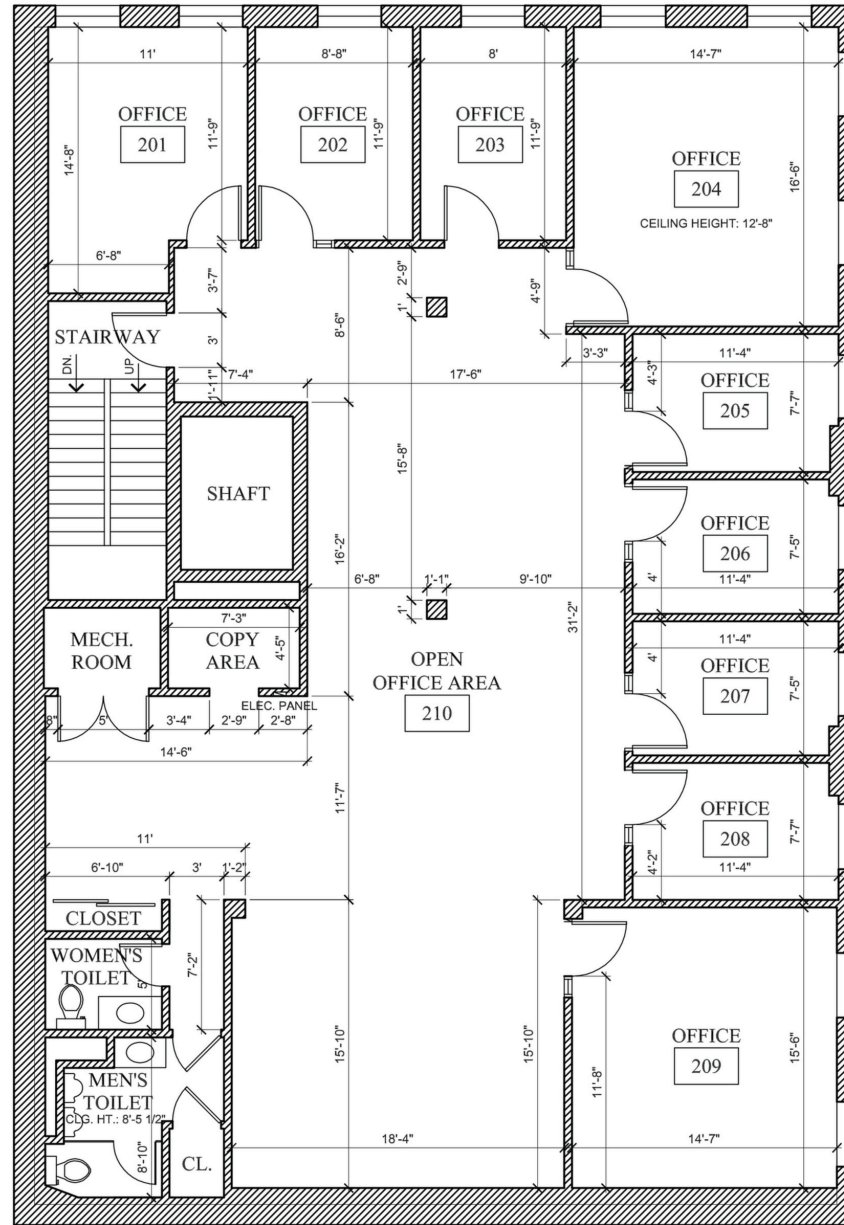 11'
8'-8"
8'
14'-7"
OFFICE
201
OFFICE
202
OFFICE
203
OFFICE
204
CEILING HEIGHT: 12'-8"
14'-8"
11'-9"
11'-9"
11'-9"
16'-6"
6'-8"
3'-7"
8'-6"
2'-9"
1'
4'-9"
STAIRWAY
DN.
UP
3'
1'-11"
7'-4"
17'-6"
3'-3"
11'-4"
4'-3"
OFFICE
205
7'-7"
SHAFT
15'-8"
16'-2"
OFFICE
206
7'-5"
4'
11'-4"
6'-8"
1'-1"
9'-10"
1'
31'-2"
7'-3"
MECH.
ROOM
COPY
AREA
4'-5"
ELEC. PANEL
OPEN
OFFICE AREA
210
11'-4"
4'
OFFICE
207
7'-5"
8"
5'
3'-4"
2'-9"
2'-8"
14'-6"
11'-7"
OFFICE
208
7'-7"
4'-2"
11'-4"
11'
6'-10"
3'
1'-2"
CLOSET
WOMEN'S
TOILET
5'
7'-2"
15'-10"
15'-10"
11'-8"
OFFICE
209
15'-6"
MEN'S
TOILET
CLG. HT.: 8'-5 1/2"
8'-10"
CL.
18'-4"
14'-7"